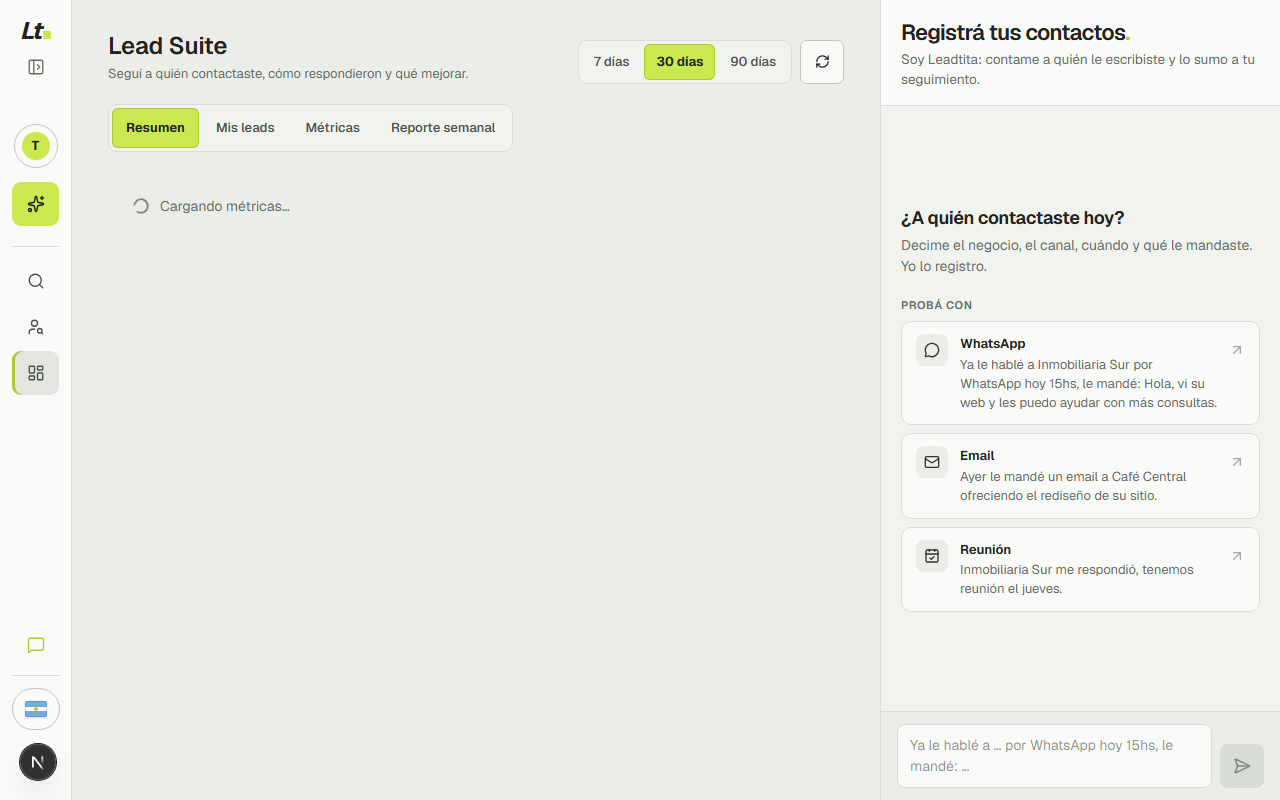 Lt.
T
N
Lead Suite
Seguí a quién contactaste, cómo respondieron y qué mejorar.
7 días
30 días
90 días
Resumen
Mis leads
Métricas
Reporte semanal
Cargando métricas…
Registrá tus contactos.
Soy Leadtita: contame a quién le escribiste y lo sumo a tu
seguimiento.
¿A quién contactaste hoy?
Decime el negocio, el canal, cuándo y qué le mandaste.
Yo lo registro.
PROBÁ CON
WhatsApp
Ya le hablé a Inmobiliaria Sur por
WhatsApp hoy 15hs, le mandé: Hola, vi su
web y les puedo ayudar con más consultas.
Email
Ayer le mandé un email a Café Central
ofreciendo el rediseño de su sitio.
Reunión
Inmobiliaria Sur me respondió, tenemos
reunión el jueves.
Ya le hablé a … por WhatsApp hoy 15hs, le
mandé: …